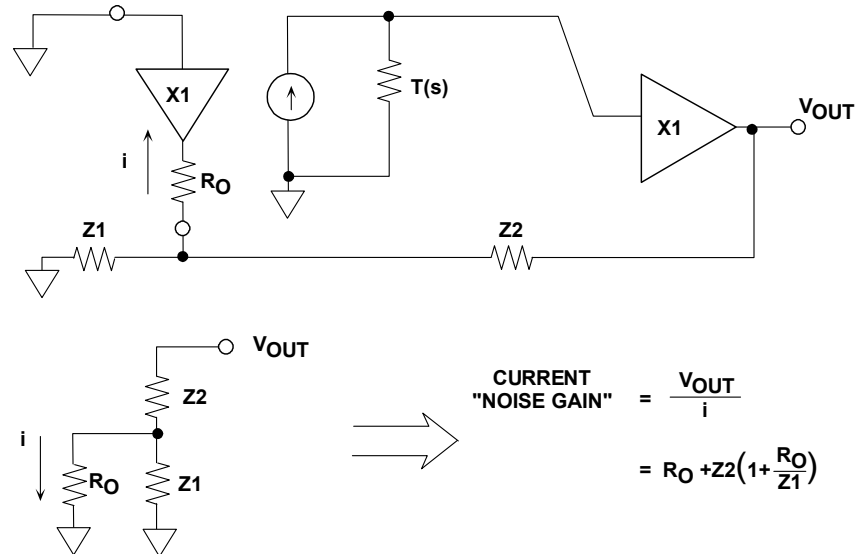 X1
T(s)
X1
VOUT
i
RO
Z1
Z2
VOUT
Z2
i
RO
Z1
CURRENT
"NOISE GAIN" = VOUT / i
= RO +Z2(1+ RO / Z1)